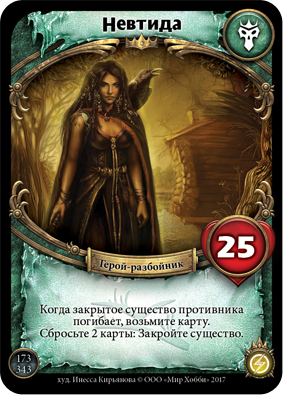 Невтида
25
Герой-разбойник
Когда закрытое существо противника
погибает, возьмите карту.
Сбросьте 2 карты: Закройте существо.
173
343
худ. Инесса Кирьянова © ООО «Мир Хобби» 2017